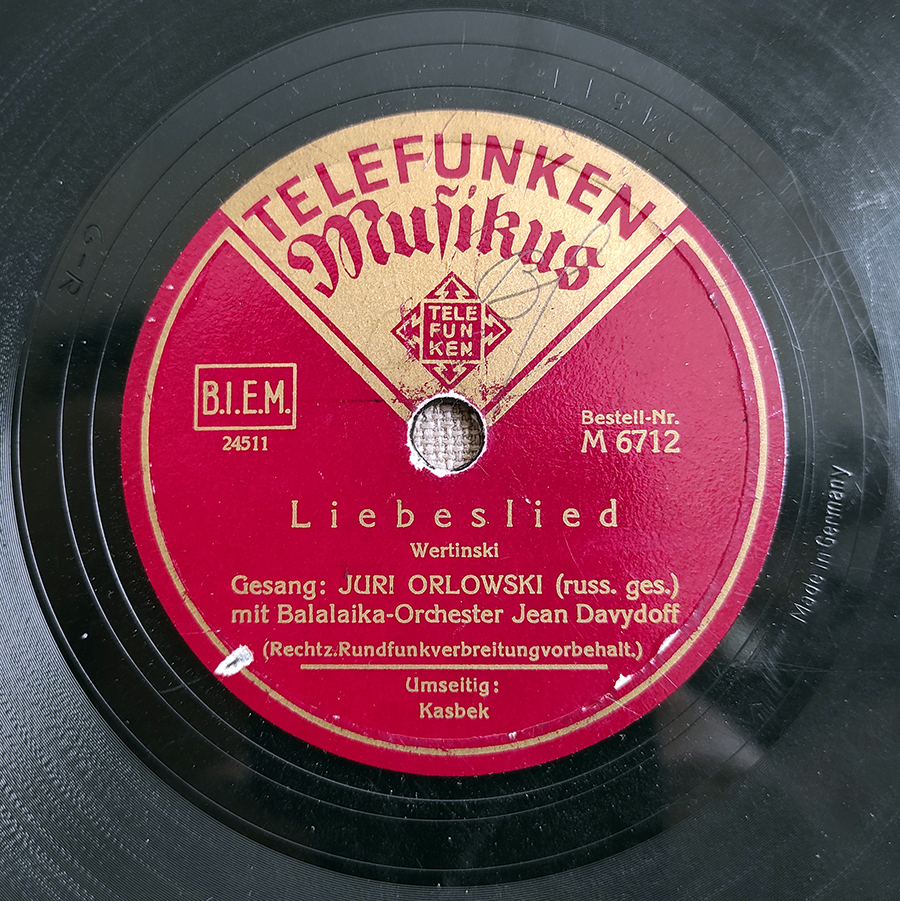 TELEFUNKEN
Muſikus
TELE
FUN
KEN
B.I.E.M.
24511
Bestell-Nr.
M 6712
Liebeslied
Wertinski
Gesang: JURI ORLOWSKI (russ. ges.)
mit Balalaika-Orchester Jean Davydoff
(Rechtz.Rundfunkverbreitungvorbehalt.)
Umseitig:
Kasbek
Made in Germany
G-R